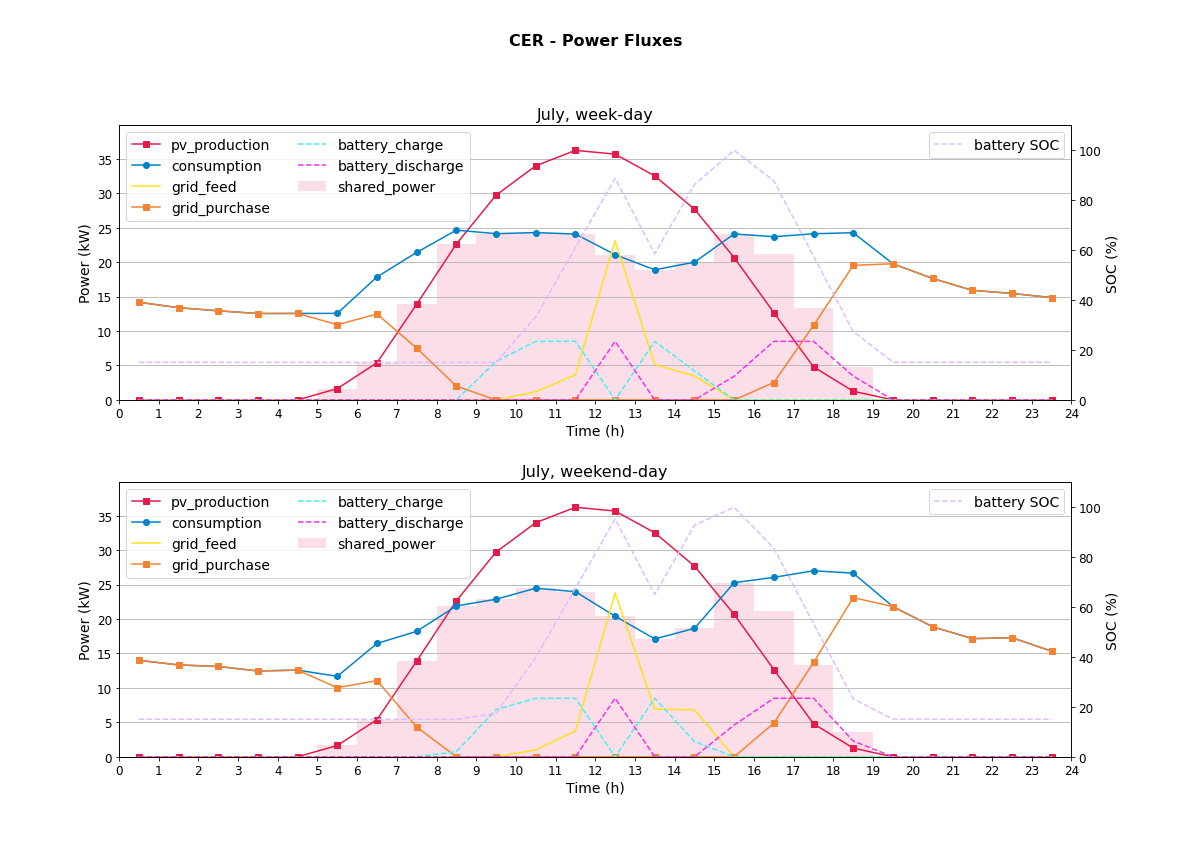 CER - Power Fluxes
July, week-day
pv_production
consumption
grid_feed
grid_purchase
battery_charge
battery_discharge
shared_power
battery SOC
Power (kW)
0 5 10 15 20 25 30 35
SOC (%)
0 20 40 60 80 100
0 1 2 3 4 5 6 7 8 9 10 11 12 13 14 15 16 17 18 19 20 21 22 23 24
Time (h)
July, weekend-day
pv_production
consumption
grid_feed
grid_purchase
battery_charge
battery_discharge
shared_power
battery SOC
Power (kW)
0 5 10 15 20 25 30 35
SOC (%)
0 20 40 60 80 100
0 1 2 3 4 5 6 7 8 9 10 11 12 13 14 15 16 17 18 19 20 21 22 23 24
Time (h)